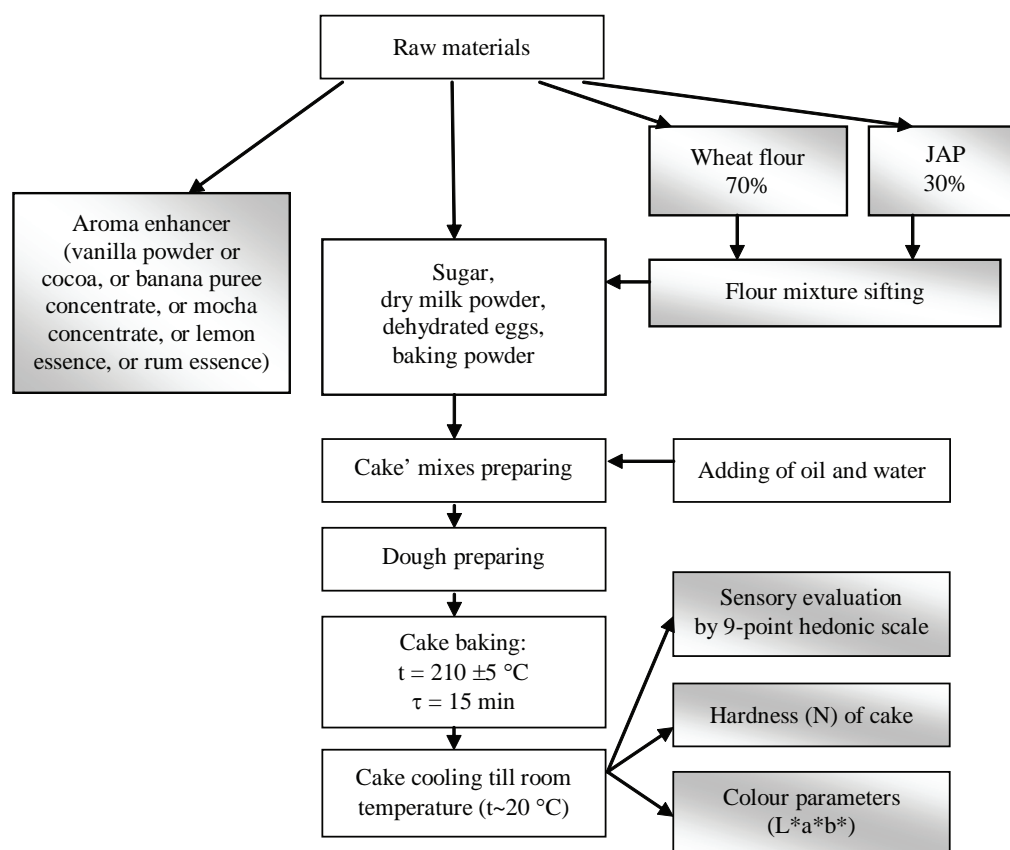 Raw materials
Wheat flour
70%
JAP
30%
Aroma enhancer
(vanilla powder or
cocoa, or banana puree
concentrate, or mocha
concentrate, or lemon
essence, or rum essence)
Sugar,
dry milk powder,
dehydrated eggs,
baking powder
Flour mixture sifting
Cake’ mixes preparing
Adding of oil and water
Dough preparing
Cake baking:
t = 210 ±5 °C
τ = 15 min
Cake cooling till room
temperature (t~20 °C)
Sensory evaluation
by 9-point hedonic scale
Hardness (N) of cake
Colour parameters
(L*a*b*)